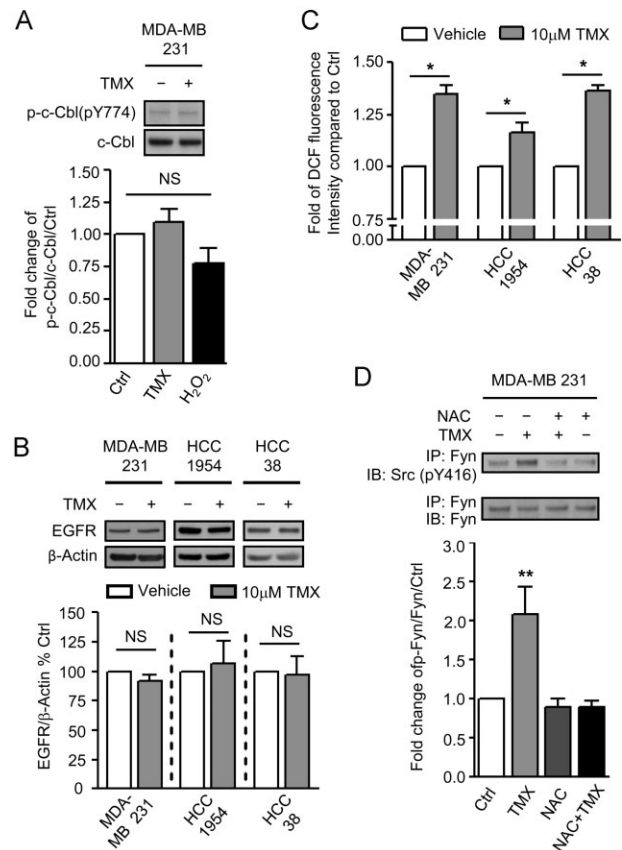 A
MDA-MB
231
TMX – +
p-c-Cbl(pY774)
c-Cbl
Fold change of
p-c-Cbl/c-Cbl/Ctrl
1.50
1.25
1.00
0.75
0.50
0.25
0.00
NS
Ctrl
TMX
H₂O₂
B
MDA-MB
231
HCC
1954
HCC
38
TMX – + – + – +
EGFR
β-Actin
Vehicle 10μM TMX
EGFR/β-Actin % Ctrl
150
125
100
75
50
25
0
NS
NS
NS
MDA-
MB 231
HCC
1954
HCC
38
C
Vehicle 10μM TMX
Fold of DCF fluorescence
Intensity compared to Ctrl
1.50
1.25
1.00
0.75
0.00
*
*
*
MDA-
MB 231
HCC
1954
HCC
38
D
MDA-MB 231
NAC – – + +
TMX – + + –
IP: Fyn
IB: Src (pY416)
IP: Fyn
IB: Fyn
Fold change ofp-Fyn/Fyn/Ctrl
3.0
2.5
2.0
1.5
1.0
0.5
0.0
**
Ctrl
TMX
NAC
NAC+TMX